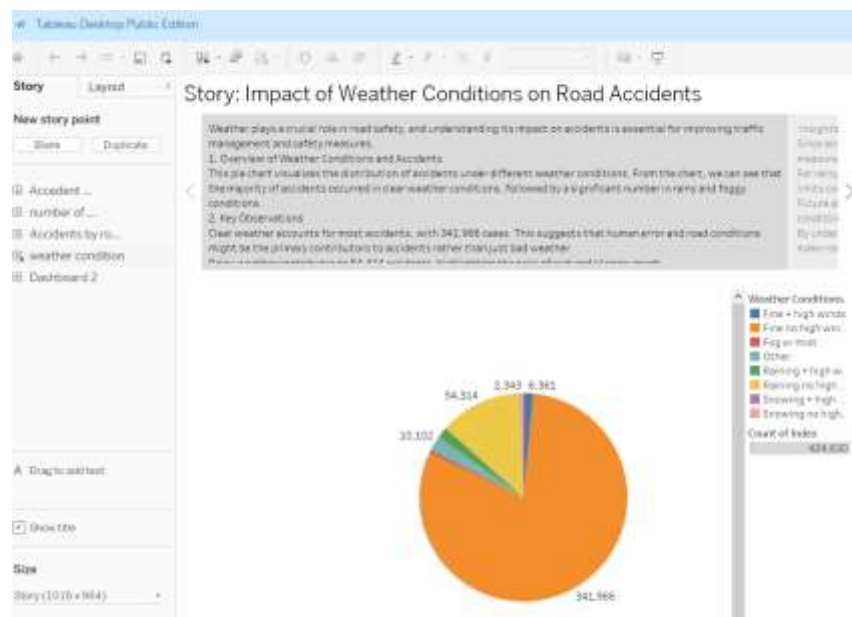 Tableau Desktop Public Edition
Story
Layout
Story: Impact of Weather Conditions on Road Accidents
New story point
Blank
Duplicate
Weather plays a crucial role in road safety, and understanding its impact on accidents is essential for improving traffic
management and safety measures.
1. Overview of Weather Conditions and Accidents
This pie chart visualizes the distribution of accidents under different weather conditions. From the chart, we can see that
the majority of accidents occurred in clear weather conditions, followed by a significant number in rainy and foggy
conditions.
2. Key Observations
Clear weather accounts for most accidents, with 341,966 cases. This suggests that human error and road conditions
might be the primary contributors to accidents rather than just bad weather.
Accedent ...
number of ...
Accidents by ro...
weather condition
Dashboard 2
Weather Conditions
Fine + high winds
Fine no high win...
Fog or mist
Other
Raining + high w...
Raining no high ...
Snowing + high ...
Snowing no high...
Count of Index
424,630
3,343
6,361
54,314
10,102
341,966
A Drag to add text
Show title
Size
Story (1016 x 964)